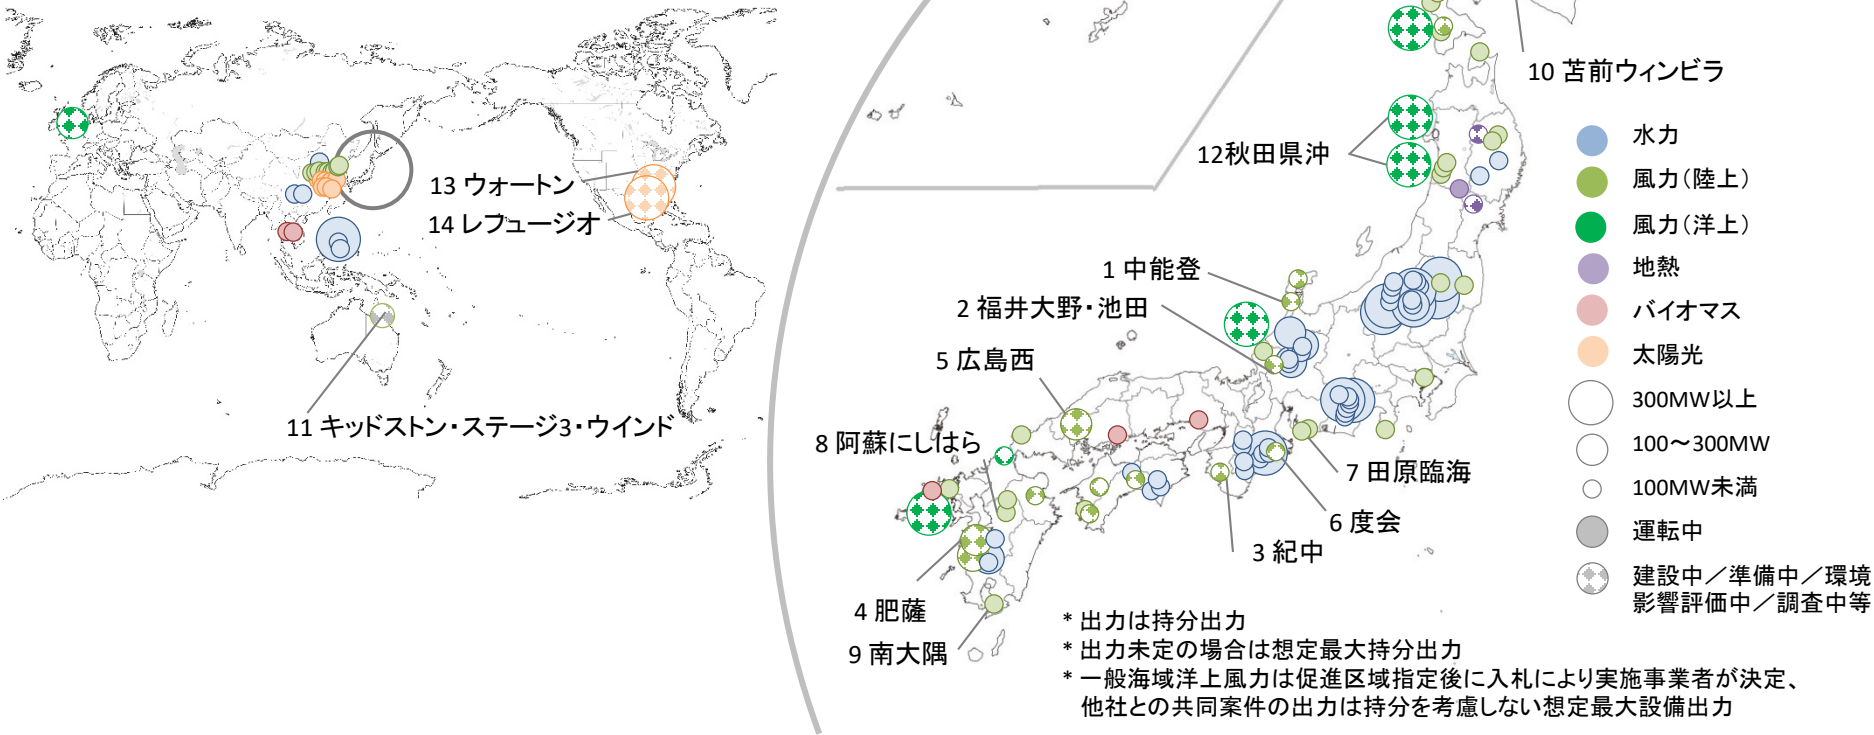 10 苫前ウィンビラ
12秋田県沖
13 ウォートン
14 レフュージオ
1 中能登
2 福井大野・池田
5 広島西
11 キッドストン・ステージ3・ウインド
8 阿蘇にしはら
7 田原臨海
6 度会
3 紀中
4 肥薩
9 南大隅
水力
風力（陸上）
風力（洋上）
地熱
バイオマス
太陽光
300MW以上
100～300MW
100MW未満
運転中
建設中／準備中／環境
影響評価中／調査中等
* 出力は持分出力
* 出力未定の場合は想定最大持分出力
* 一般海域洋上風力は促進区域指定後に入札により実施事業者が決定、
他社との共同案件の出力は持分を考慮しない想定最大設備出力